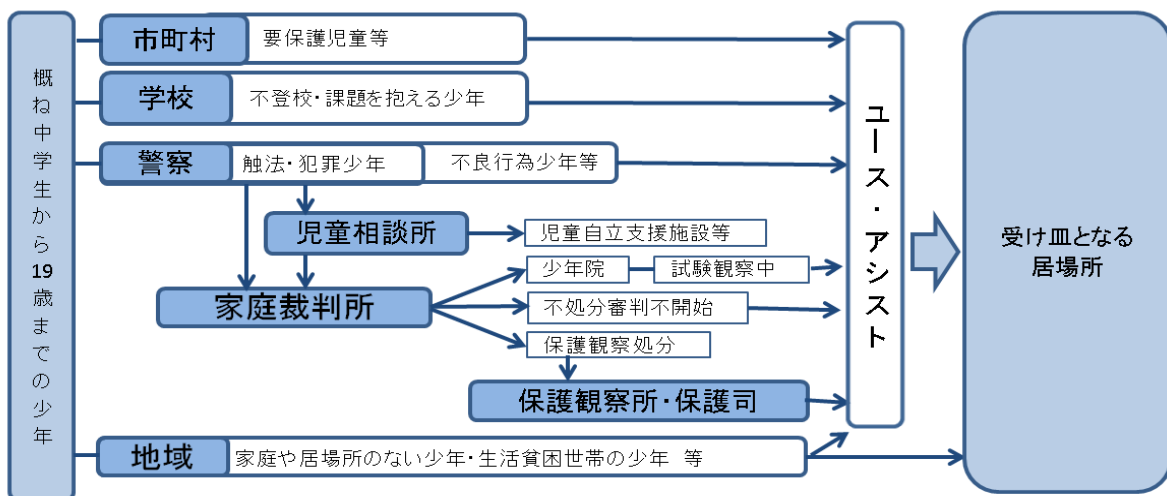 概ね中学生から19歳までの少年
市町村
要保護児童等
学校
不登校・課題を抱える少年
警察
触法・犯罪少年
不良行為少年等
児童相談所
児童自立支援施設等
少年院
試験観察中
家庭裁判所
不処分審判不開始
保護観察処分
保護観察所・保護司
地域
家庭や居場所のない少年・生活貧困世帯の少年 等
ユース・アシスト
受け皿となる
居場所